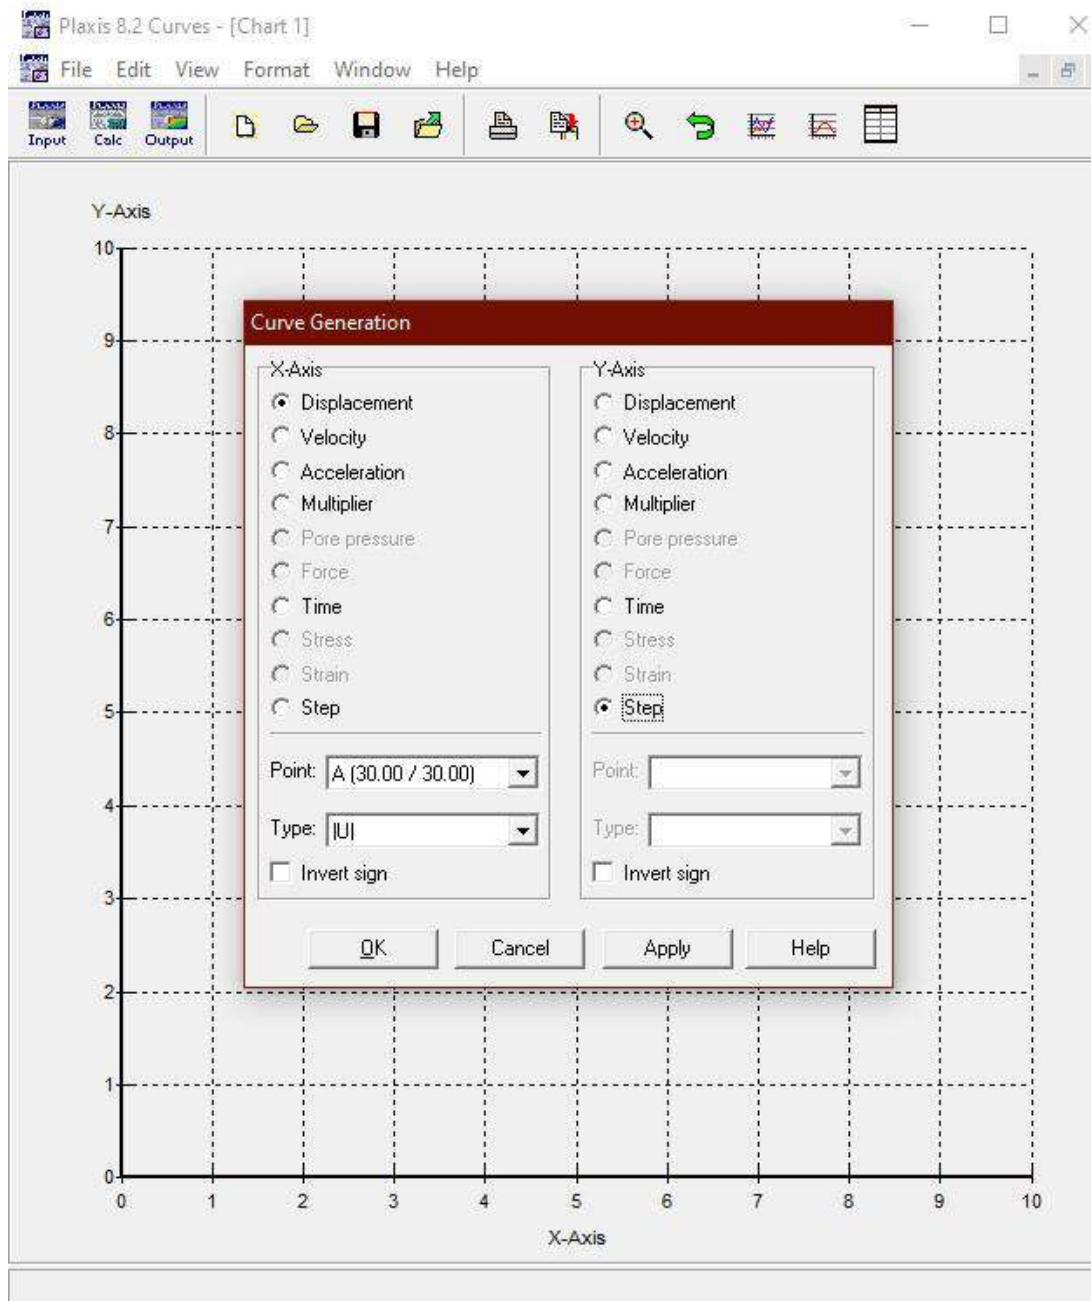 Plaxis 8.2 Curves - [Chart 1]
File Edit View Format Window Help
Input Calc Output
Y-Axis
10
9
8
7
6
5
4
3
2
1
0
Curve Generation
X-Axis
Displacement
Velocity
Acceleration
Multiplier
Pore pressure
Force
Time
Stress
Strain
Step
Point: A (30.00 / 30.00)
Type: |U|
Invert sign
Y-Axis
Displacement
Velocity
Acceleration
Multiplier
Pore pressure
Force
Time
Stress
Strain
Step
Point:
Type:
Invert sign
OK Cancel Apply Help
0 1 2 3 4 5 6 7 8 9 10
X-Axis